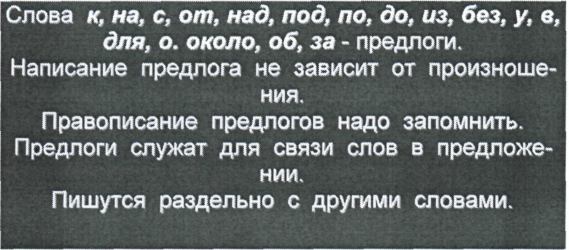 Слова к, на, с, от, над, под, по, до, из, без, у, в,
для, о. около, об, за - предлоги.
Написание предлога не зависит от произноше-
ния.
Правописание предлогов надо запомнить.
Предлоги служат для связи слов в предложе-
нии.
Пишутся раздельно с другими словами.